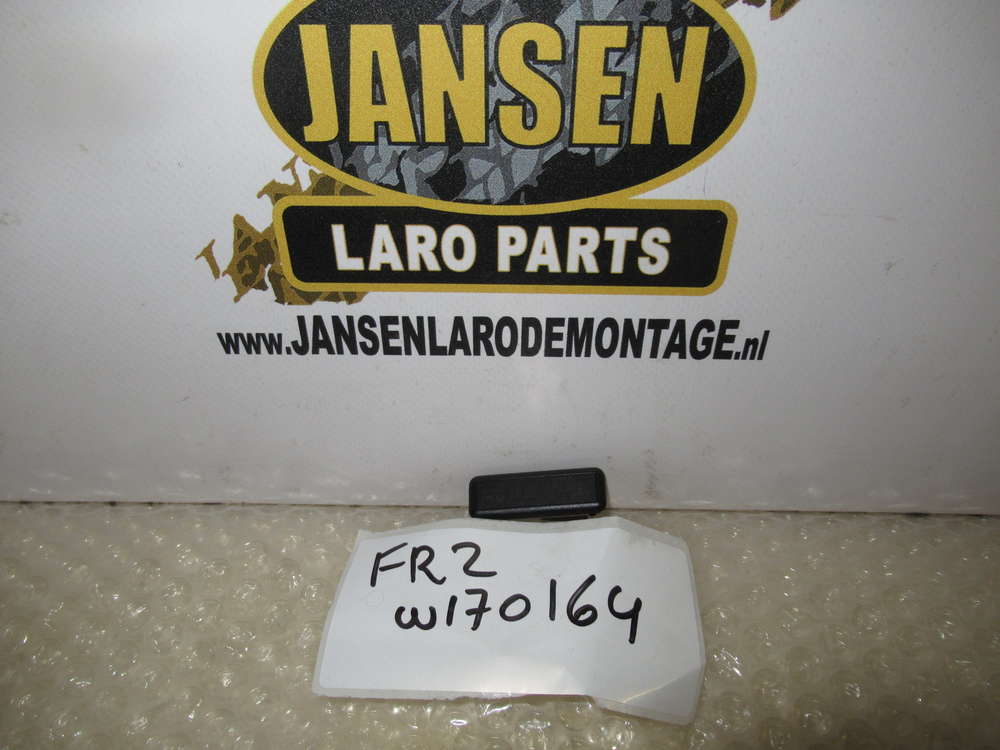 JANSEN
LARO PARTS
www.JANSENLARODEMONTAGE.nl
FR2
w170164